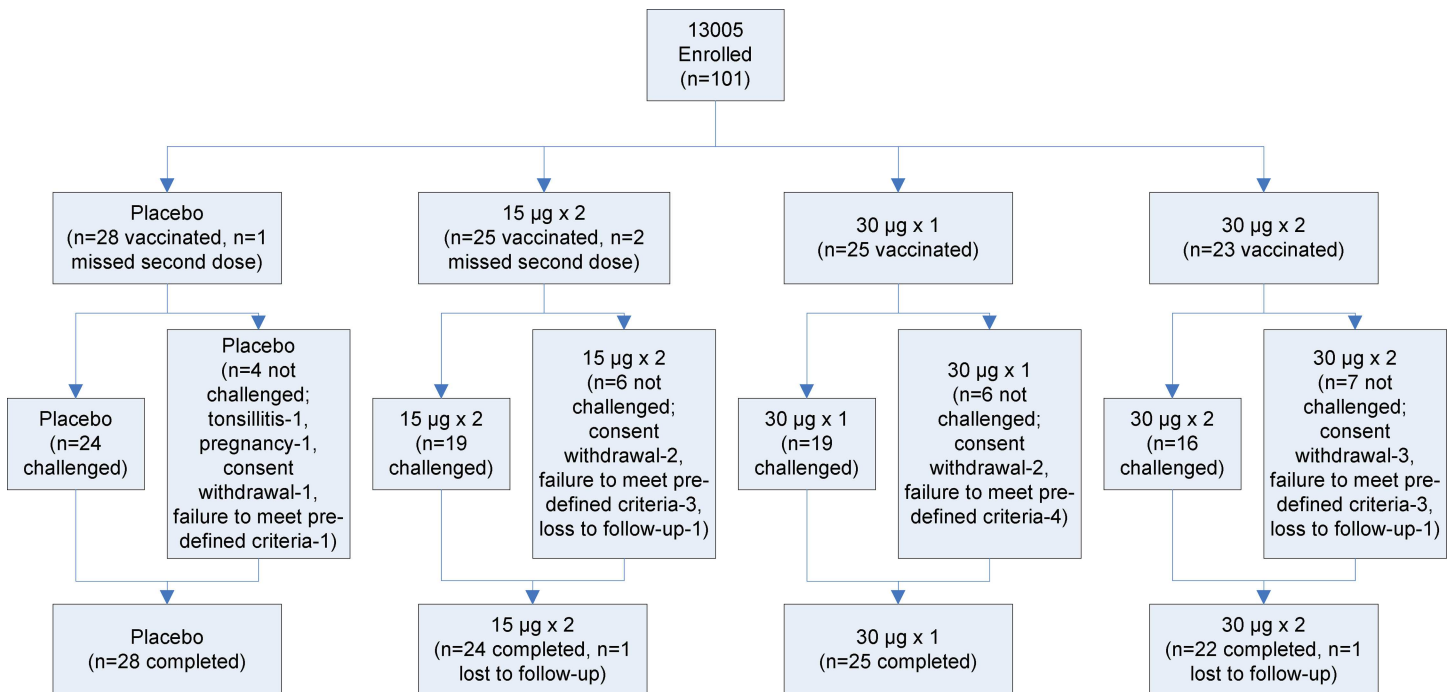 13005
Enrolled
(n=101)
Placebo
(n=28 vaccinated, n=1
missed second dose)
15 µg x 2
(n=25 vaccinated, n=2
missed second dose)
30 µg x 1
(n=25 vaccinated)
30 µg x 2
(n=23 vaccinated)
Placebo
(n=24
challenged)
Placebo
(n=4 not
challenged;
tonsillitis-1,
pregnancy-1,
consent
withdrawal-1,
failure to meet pre-
defined criteria-1)
15 µg x 2
(n=19
challenged)
15 µg x 2
(n=6 not
challenged;
consent
withdrawal-2,
failure to meet pre-
defined criteria-3,
loss to follow-up-1)
30 µg x 1
(n=19
challenged)
30 µg x 1
(n=6 not
challenged;
consent
withdrawal-2,
failure to meet pre-
defined criteria-4)
30 µg x 2
(n=16
challenged)
30 µg x 2
(n=7 not
challenged;
consent
withdrawal-3,
failure to meet pre-
defined criteria-3,
loss to follow-up-1)
Placebo
(n=28 completed)
15 µg x 2
(n=24 completed, n=1
lost to follow-up)
30 µg x 1
(n=25 completed)
30 µg x 2
(n=22 completed, n=1
lost to follow-up)